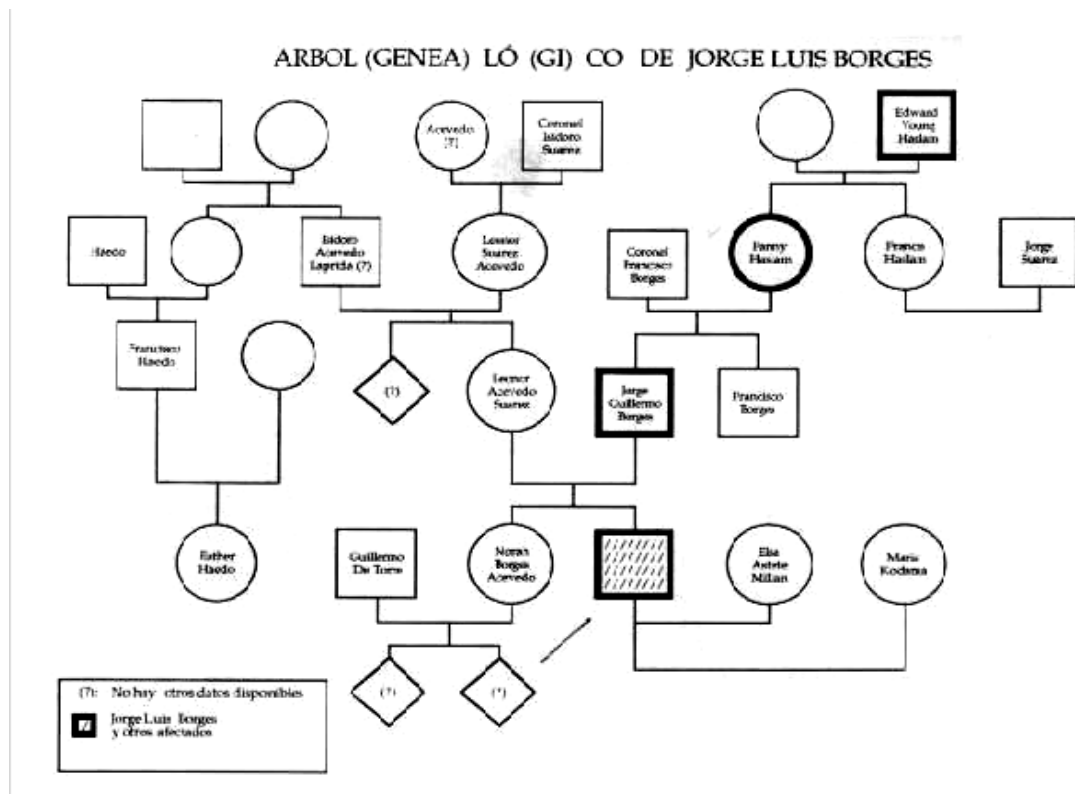 ARBOL (GENEA) LÓ (GI) CO DE JORGE LUIS BORGES
Acevedo
(?)
Coronel
Isidoro
Suarez
Edward
Young
Haslam
Haedo
Isidoro
Acevedo
Laprida (?)
Leonor
Suarez
Acevedo
Coronel
Francisco
Borges
Fanny
Haslam
Francis
Haslam
Jorge
Suarez
Francisco
Haedo
(?)
Leonor
Acevedo
Suarez
Jorge
Guillermo
Borges
Francisco
Borges
Esther
Haedo
Guillermo
De Torre
Norah
Borges
Acevedo
Elsa
Astete
Millan
Maria
Kodama
(?)
(?)
(?): No hay otros datos disponibles
Jorge Luis Borges
y otros afectados